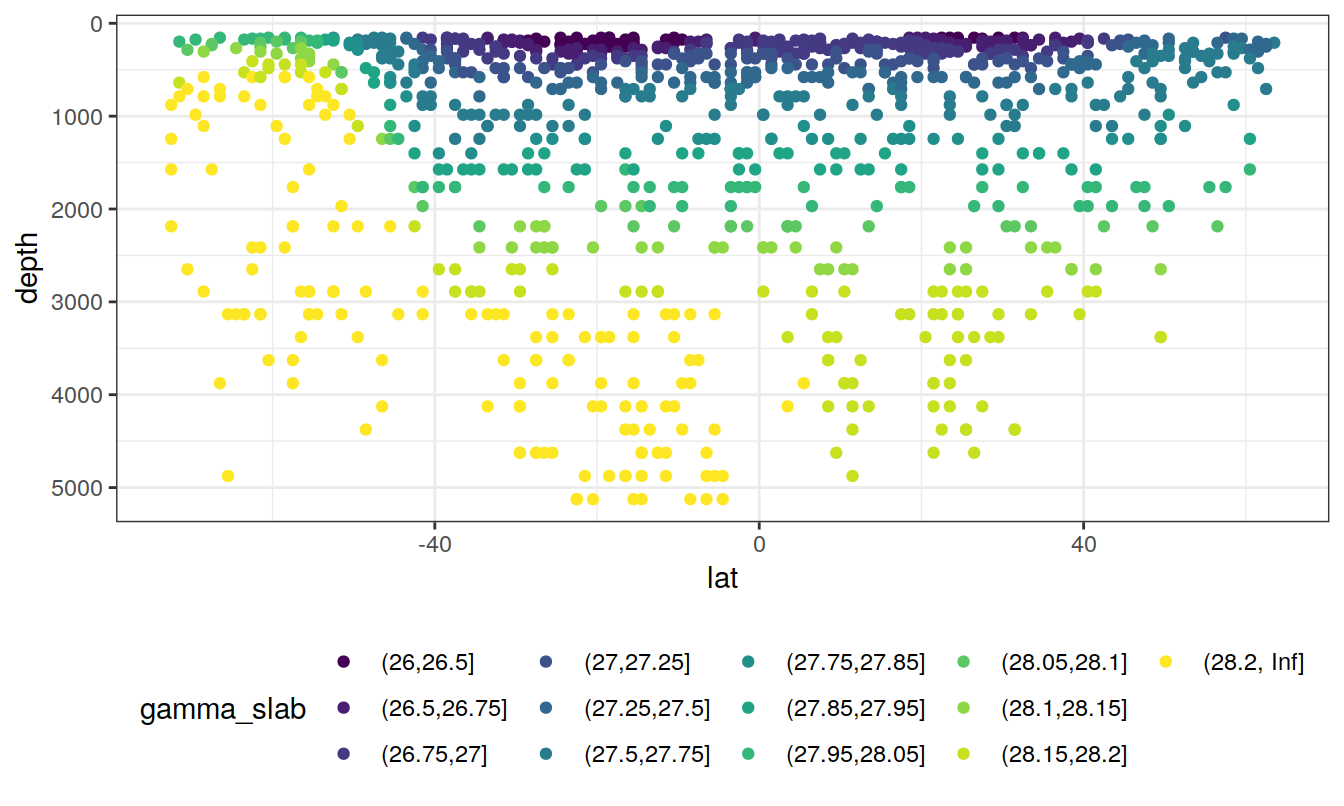 0
1000
2000
3000
4000
5000
depth
-40 0 40
lat
gamma_slab
(26,26.5] (27,27.25] (27.75,27.85] (28.05,28.1] (28.2, Inf]
(26.5,26.75] (27.25,27.5] (27.85,27.95] (28.1,28.15]
(26.75,27] (27.5,27.75] (27.95,28.05] (28.15,28.2]